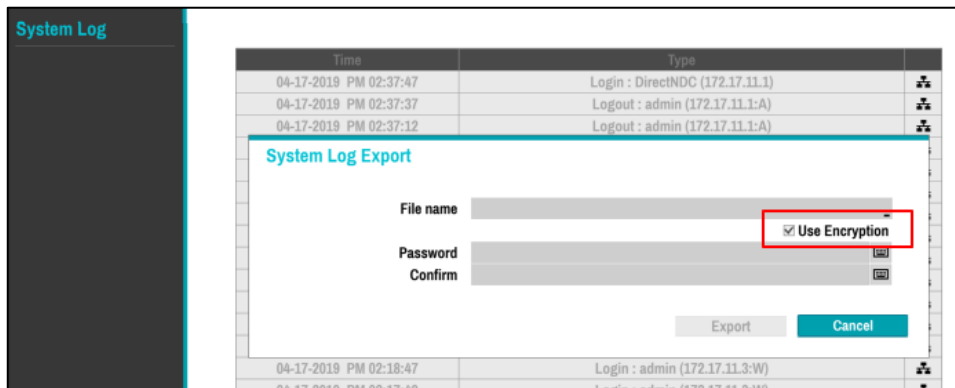 System Log
Time Type
04-17-2019 PM 02:37:47 Login : DirectNDC (172.17.11.1)
04-17-2019 PM 02:37:37 Logout : admin (172.17.11.1:A)
04-17-2019 PM 02:37:12 Logout : admin (172.17.11.1:A)
System Log Export
File name
Use Encryption
Password
Confirm
Export Cancel
04-17-2019 PM 02:18:47 Login : admin (172.17.11.3:W)